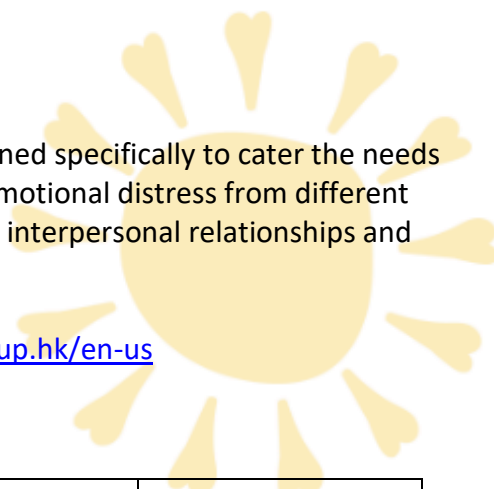 ned specifically to cater the needs
motional distress from different
interpersonal relationships and
up.hk/en-us